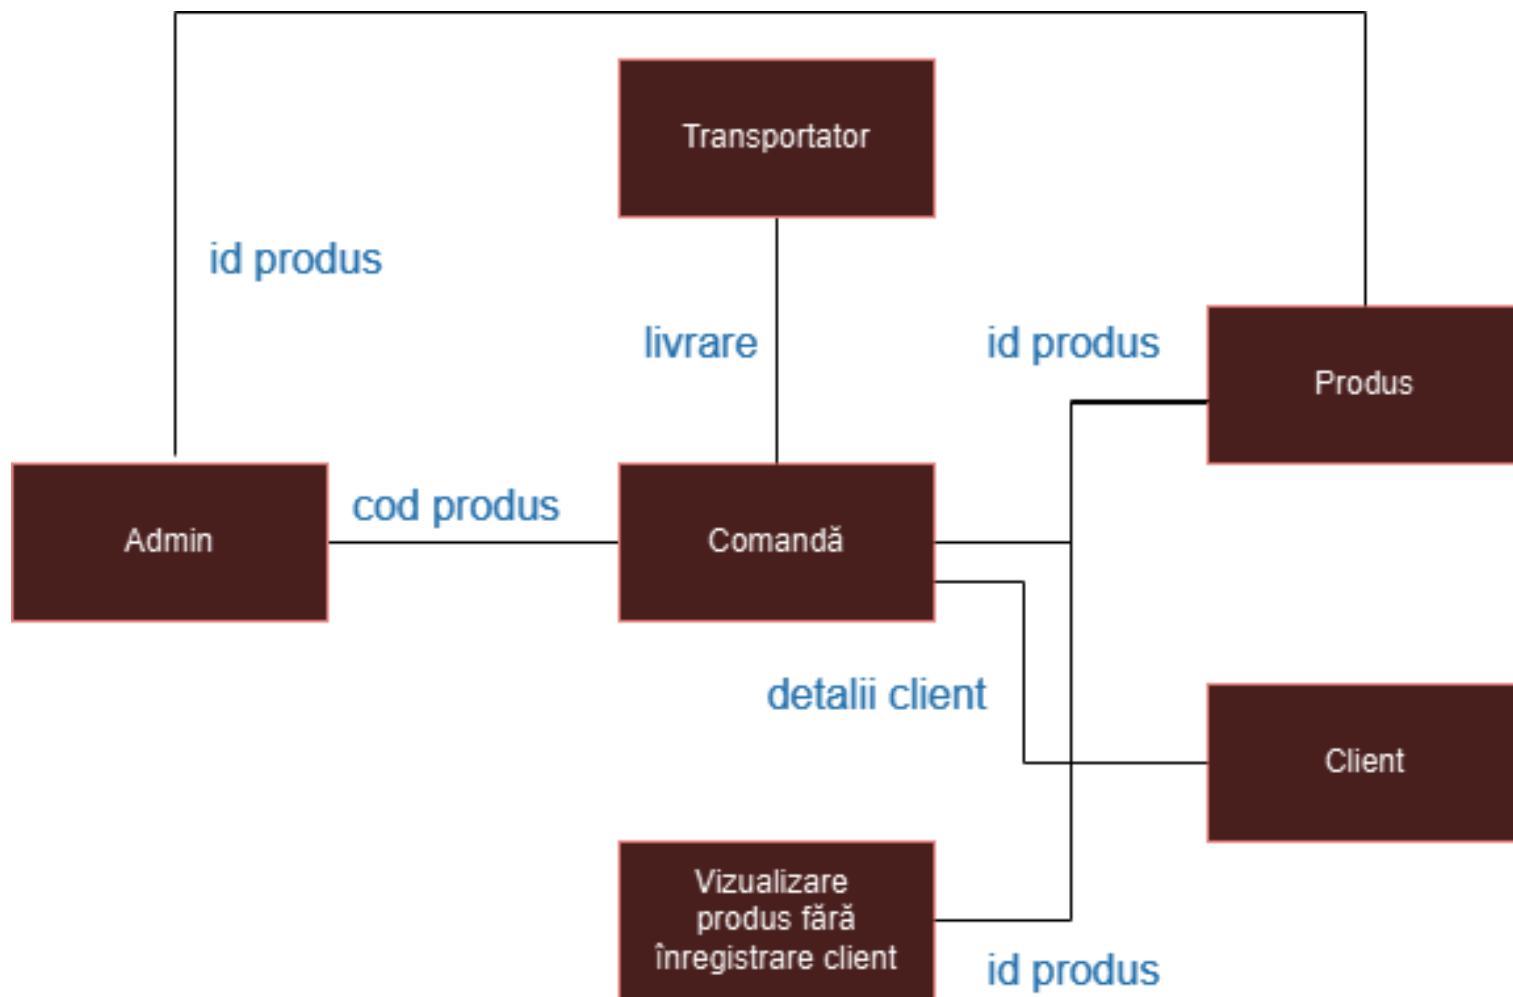 Transportator
id produs
livrare
id produs
Produs
cod produs
Admin
Comandă
detalii client
Client
Vizualizare
produs fără
înregistrare client
id produs